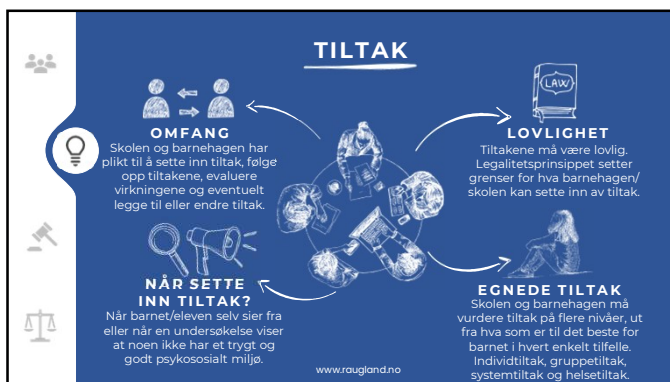 TILTAK
OMFANG
Skolen og barnehagen har
plikt til å sette inn tiltak, følge
opp tiltakene, evaluere
virkningene og eventuelt
legge til eller endre tiltak.
LAW
LOVLIGHET
Tiltakene må være lovlig.
Legalitetsprinsippet setter
grenser for hva barnehagen/
skolen kan sette inn av tiltak.
NÅR SETTE
INN TILTAK?
Når barnet/eleven selv sier fra
eller når en undersøkelse viser
at noen ikke har et trygt og
godt psykososialt miljø.
EGNEDE TILTAK
Skolen og barnehagen må
vurdere tiltak på flere nivåer, ut
fra hva som er til det beste for
barnet i hvert enkelt tilfelle.
Individtiltak, gruppetiltak,
systemtiltak og helsetiltak.
www.raugland.no